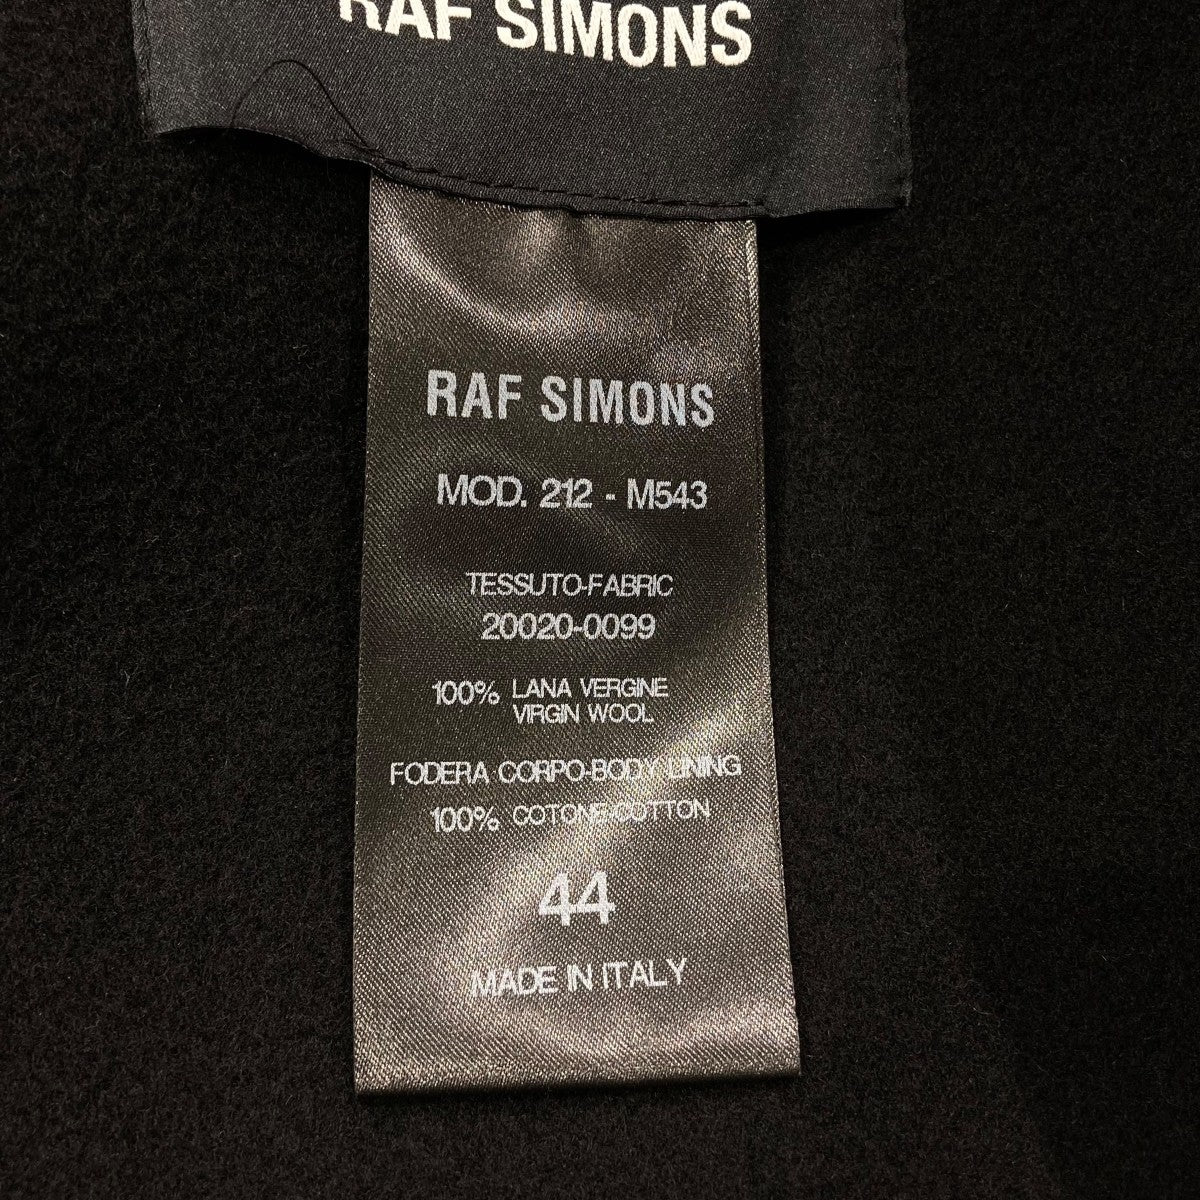 RAF SIMONS
RAF SIMONS
MOD. 212 - M543
TESSUTO-FABRIC
20020-0099
100% LANA VERGINE
VIRGIN WOOL
FODERA CORPO-BODY LINING
100% COTONE-COTTON
44
MADE IN ITALY